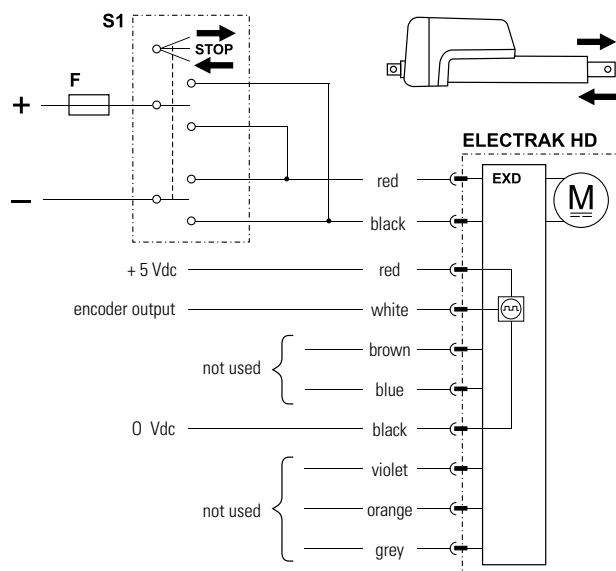 S1
STOP
F
+
–
ELECTRAK HD
EXD
M
red
black
+ 5 Vdc red
encoder output white
brown
not used
blue
0 Vdc black
violet
not used orange
grey